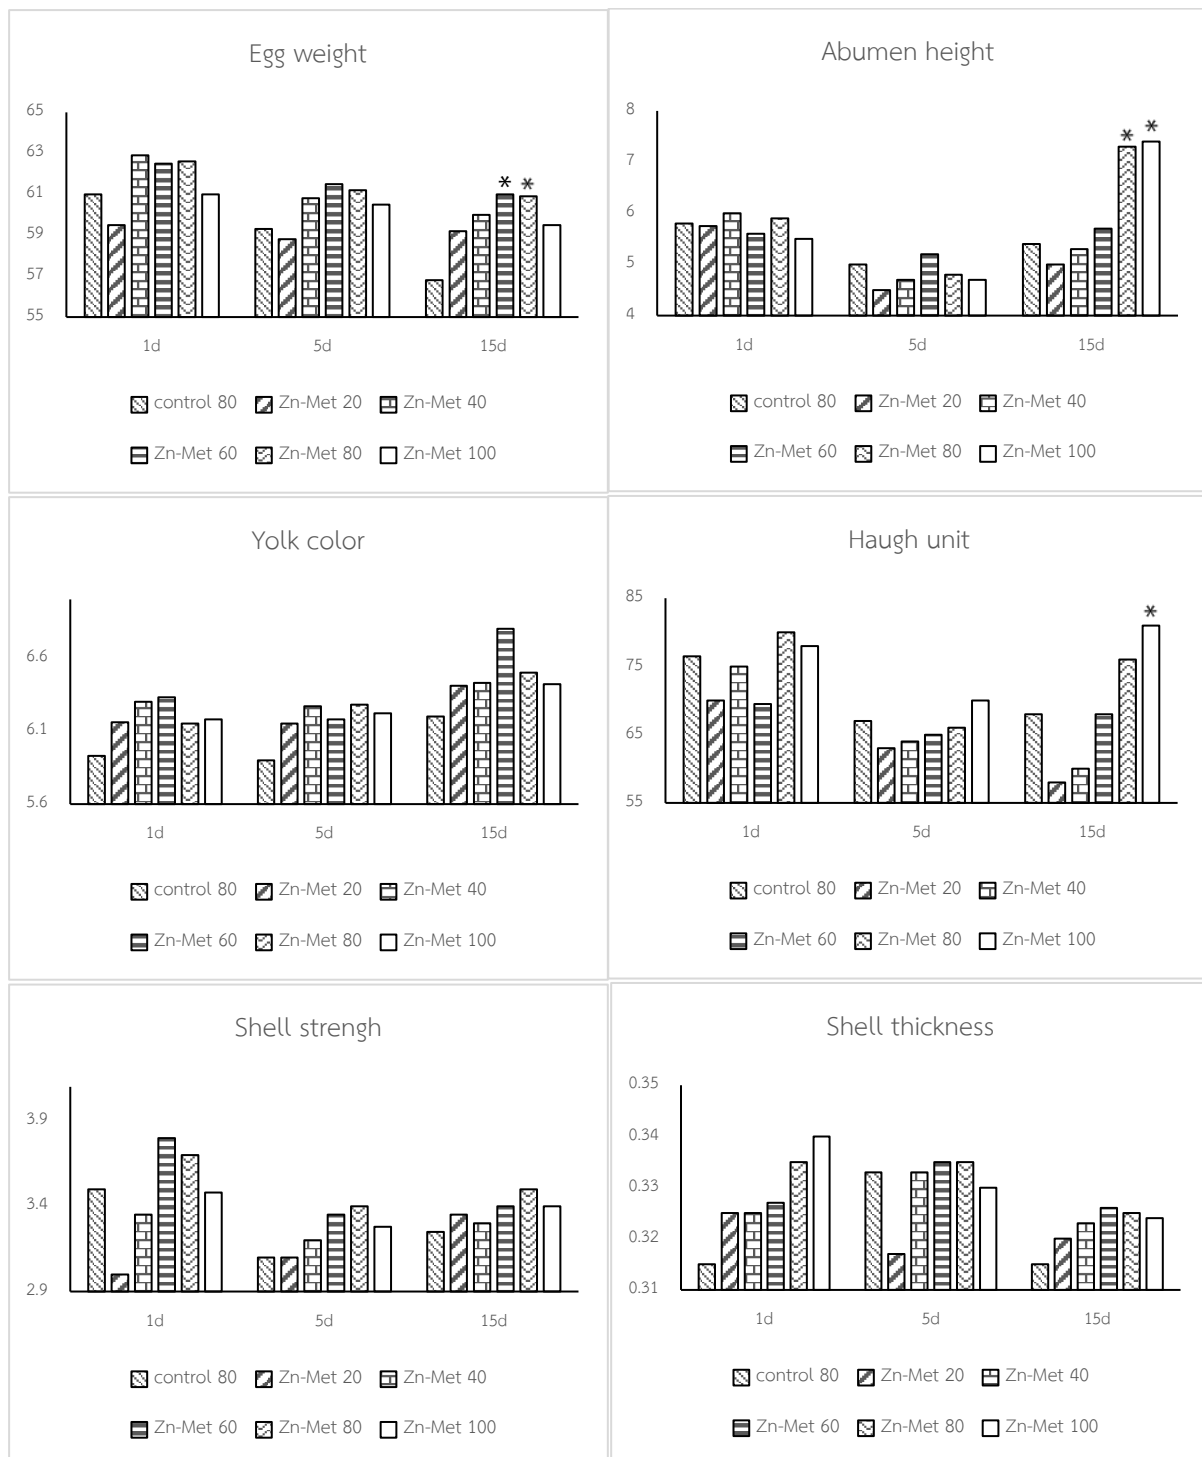 Egg weight
65
63
61
59
57
55
* *
1d 5d 15d
control 80 Zn-Met 20 Zn-Met 40
Zn-Met 60 Zn-Met 80 Zn-Met 100
Abumen height
8
7
6
5
4
* *
1d 5d 15d
control 80 Zn-Met 20 Zn-Met 40
Zn-Met 60 Zn-Met 80 Zn-Met 100
Yolk color
6.6
6.1
5.6
1d 5d 15d
control 80 Zn-Met 20 Zn-Met 40
Zn-Met 60 Zn-Met 80 Zn-Met 100
Haugh unit
85
75
65
55
*
1d 5d 15d
control 80 Zn-Met 20 Zn-Met 40
Zn-Met 60 Zn-Met 80 Zn-Met 100
Shell strengh
3.9
3.4
2.9
1d 5d 15d
control 80 Zn-Met 20 Zn-Met 40
Zn-Met 60 Zn-Met 80 Zn-Met 100
Shell thickness
0.35
0.34
0.33
0.32
0.31
1d 5d 15d
control 80 Zn-Met 20 Zn-Met 40
Zn-Met 60 Zn-Met 80 Zn-Met 100